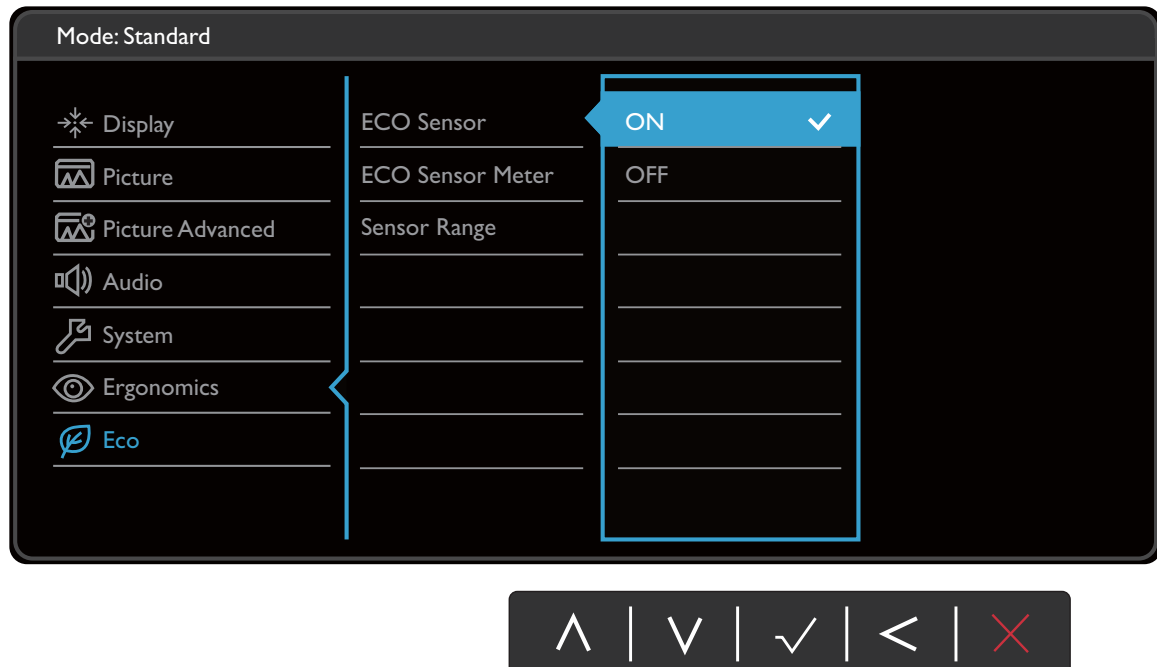 Mode: Standard
Display
Picture
Picture Advanced
Audio
System
Ergonomics
Eco
ECO Sensor
ECO Sensor Meter
Sensor Range
ON
OFF